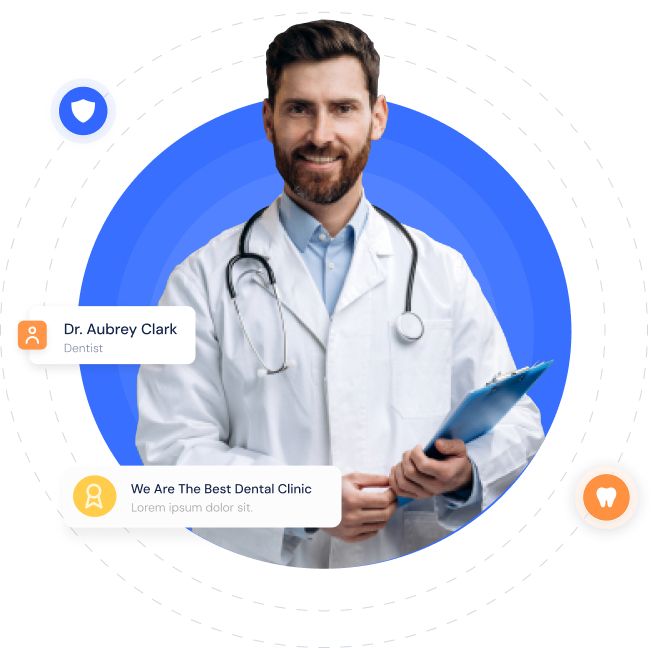 Dr. Aubrey Clark
Dentist
We Are The Best Dental Clinic
Lorem ipsum dolor sit.